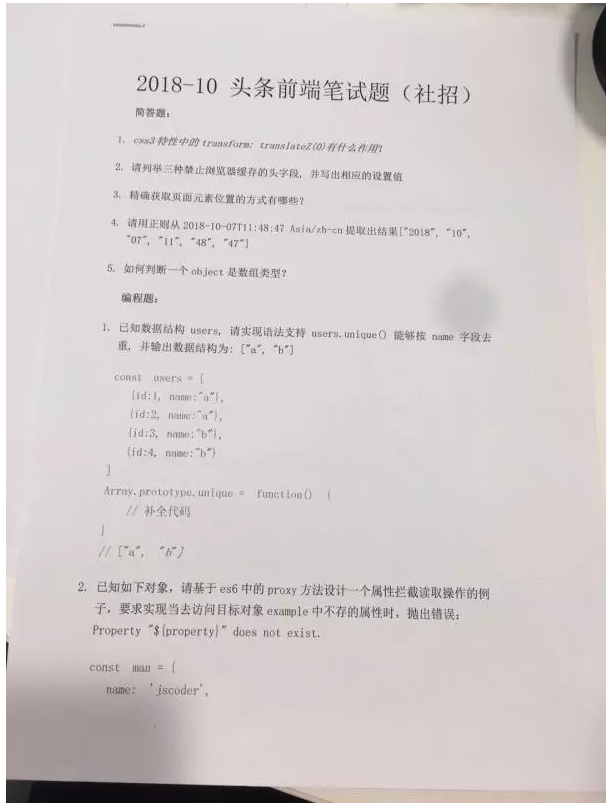 2018-10 头条前端笔试题（社招）
简答题：
1. css3特性中的transform: translateZ(0)有什么作用?
2. 请列举三种禁止浏览器缓存的头字段, 并写出相应的设置值
3. 精确获取页面元素位置的方式有哪些?
4. 请用正则从 2018-10-07T11:48:47 Asia/zh-cn 提取出结果["2018", "10",
"07", "11", "48", "47"]
5. 如何判断一个 object 是数组类型?
编程题：
1. 已知数据结构 users, 请实现语法支持 users.unique() 能够按 name 字段去
重, 并输出数据结构为: ["a", "b"]
const users = [
{id:1, name:"a"},
{id:2, name:"a"},
{id:3, name:"b"},
{id:4, name:"b"}
]
Array.prototype.unique = function() {
// 补全代码
}
// ["a", "b"]
2. 已知如下对象，请基于 es6 中的 proxy 方法设计一个属性拦截读取操作的例
子，要求实现当去访问目标对象 example 中不存的属性时，抛出错误：
Property "${property}" does not exist.
const man = {
name: 'jscoder',